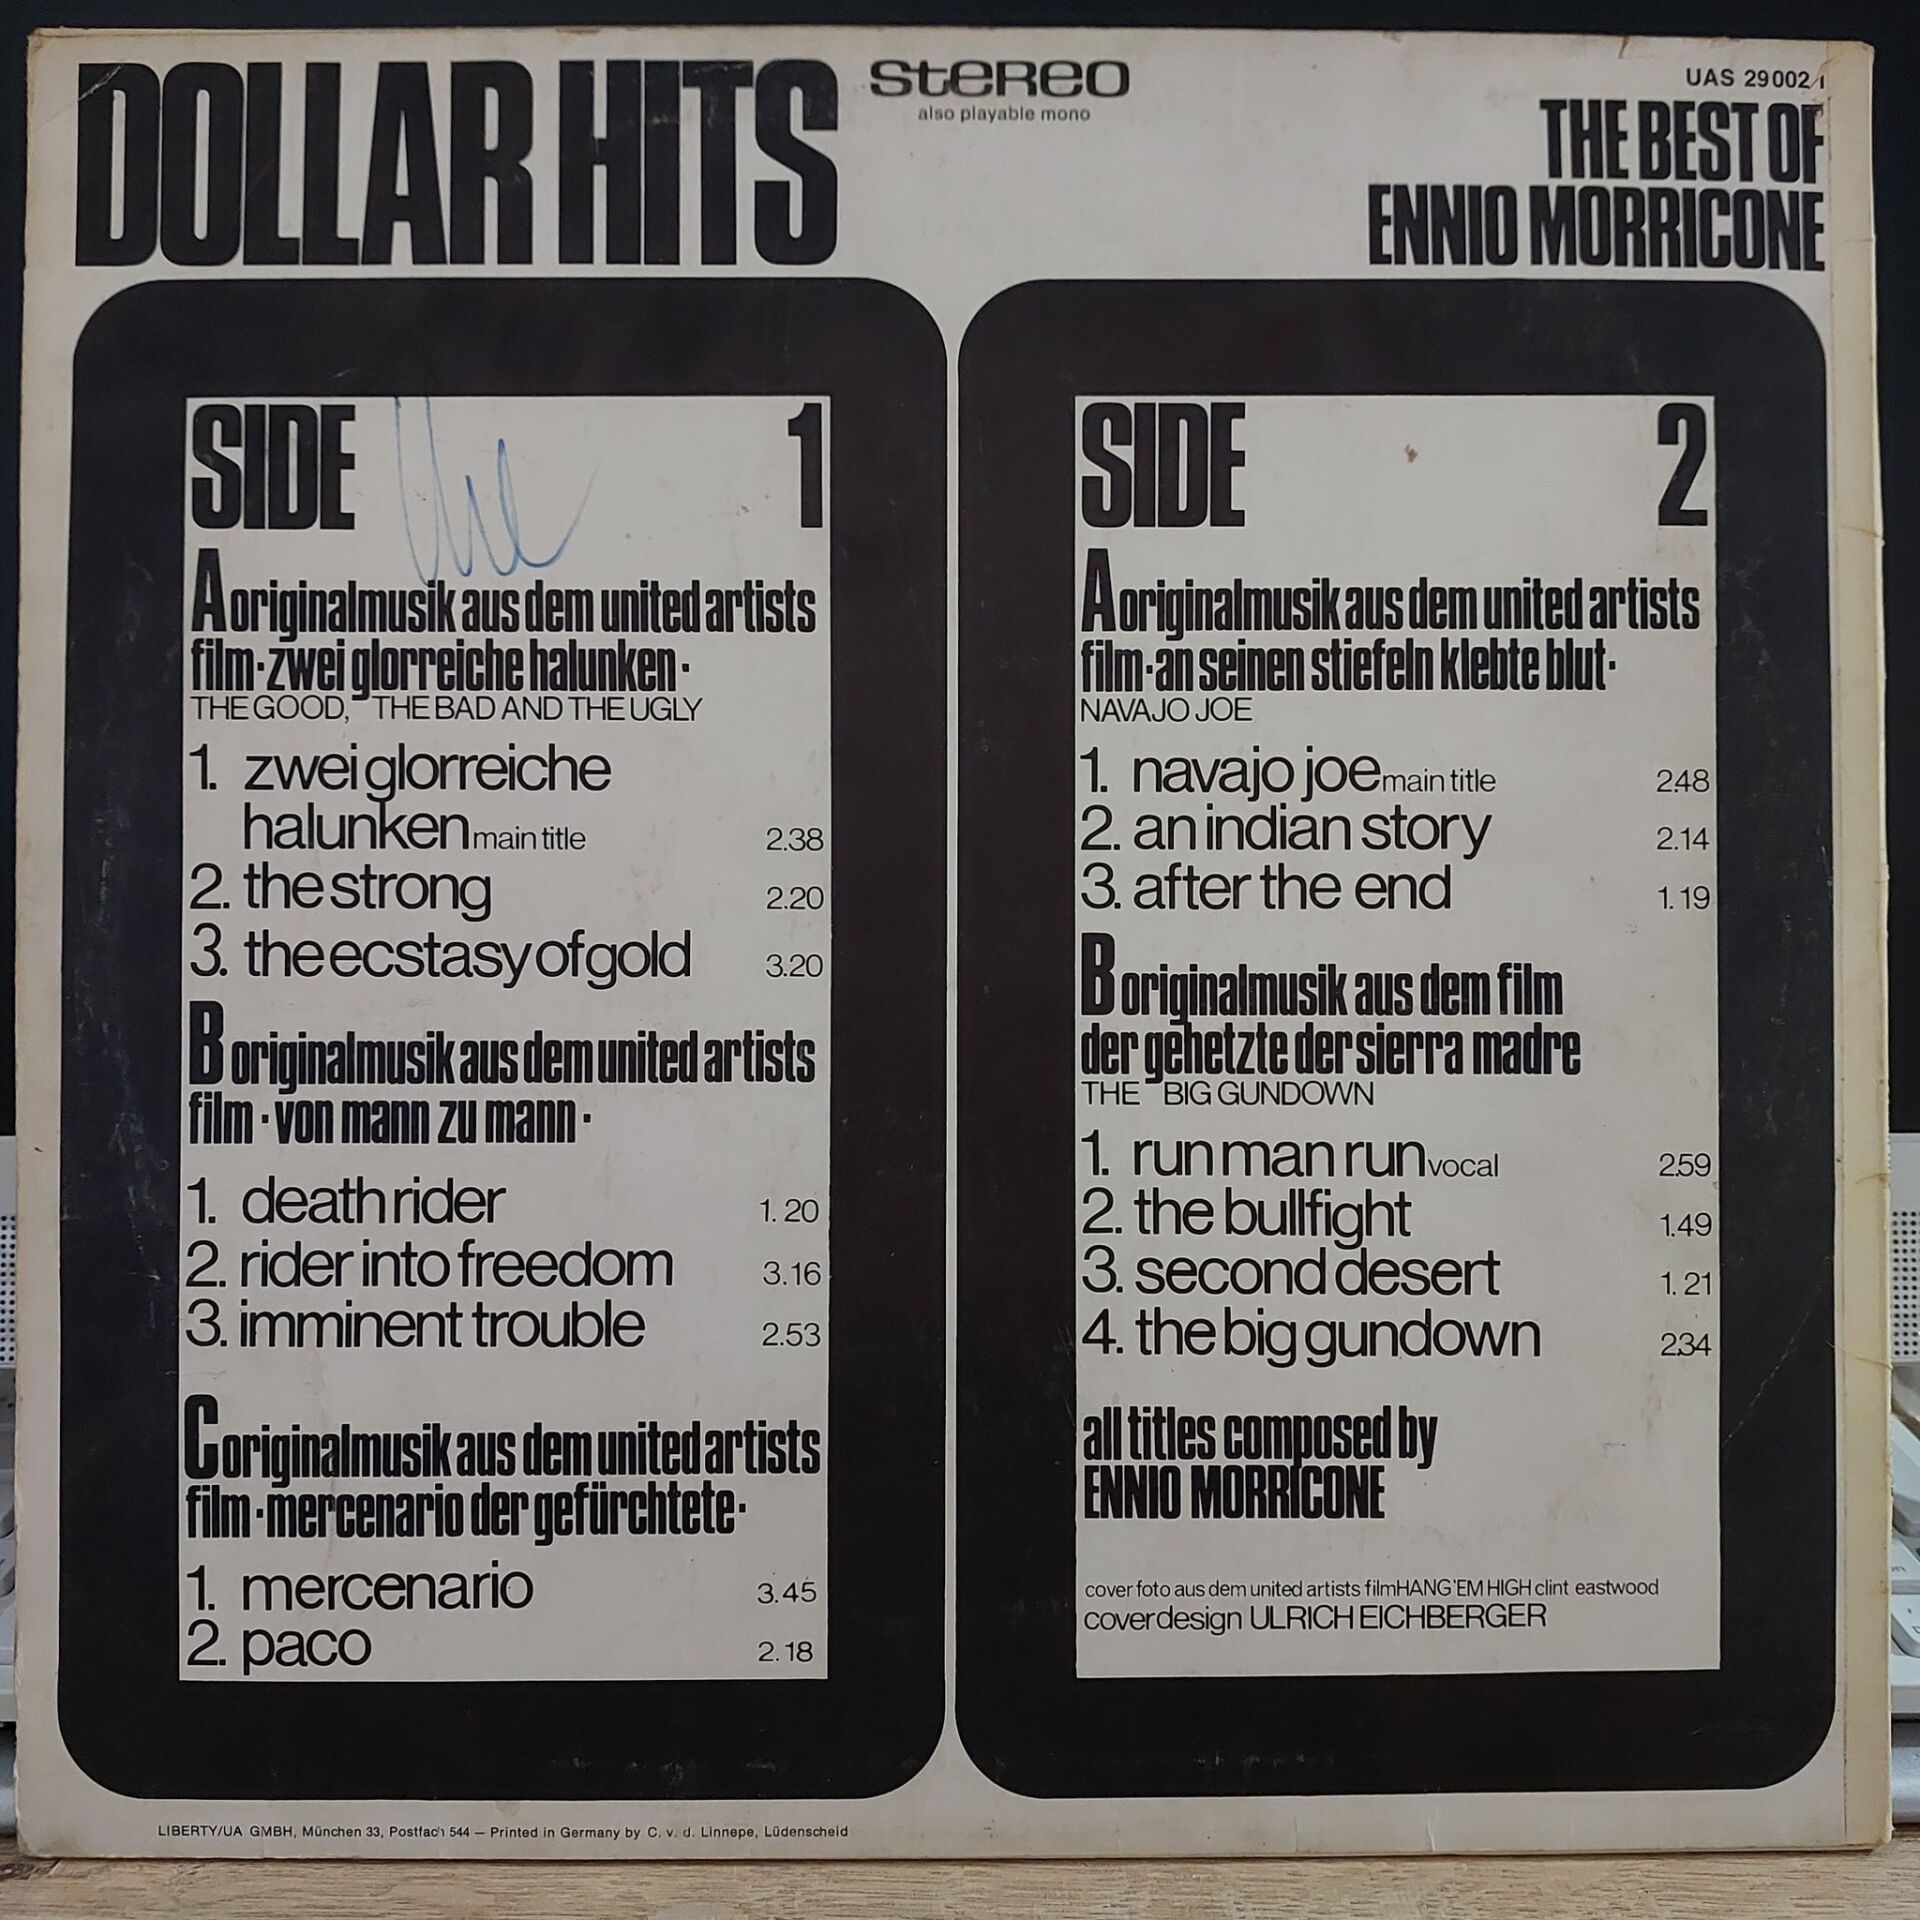 DOLLAR HITS
stereo
also playable mono
UAS 29002 I
THE BEST OF
ENNIO MORRICONE
SIDE 1
A originalmusik aus dem united artists
film · zwei glorreiche halunken ·
THE GOOD, THE BAD AND THE UGLY
1. zwei glorreiche
halunken main title 2.38
2. the strong 2.20
3. the ecstasy of gold 3.20
B originalmusik aus dem united artists
film · von mann zu mann ·
1. death rider 1.20
2. rider into freedom 3.16
3. imminent trouble 2.53
C originalmusik aus dem united artists
film · mercenario der gefürchtete ·
1. mercenario 3.45
2. paco 2.18
SIDE 2
A originalmusik aus dem united artists
film · an seinen stiefeln klebte blut ·
NAVAJO JOE
1. navajo joe main title 2.48
2. an indian story 2.14
3. after the end 1.19
B originalmusik aus dem film
der gehetzte der sierra madre
THE BIG GUNDOWN
1. run man run vocal 2.59
2. the bullfight 1.49
3. second desert 1.21
4. the big gundown 2.34
all titles composed by
ENNIO MORRICONE
cover foto aus dem united artists film HANG 'EM HIGH clint eastwood
coverdesign ULRICH EICHBERGER
LIBERTY/UA GMBH, München 33, Postfach 544 — Printed in Germany by C. v. d. Linnepe, Lüdenscheid